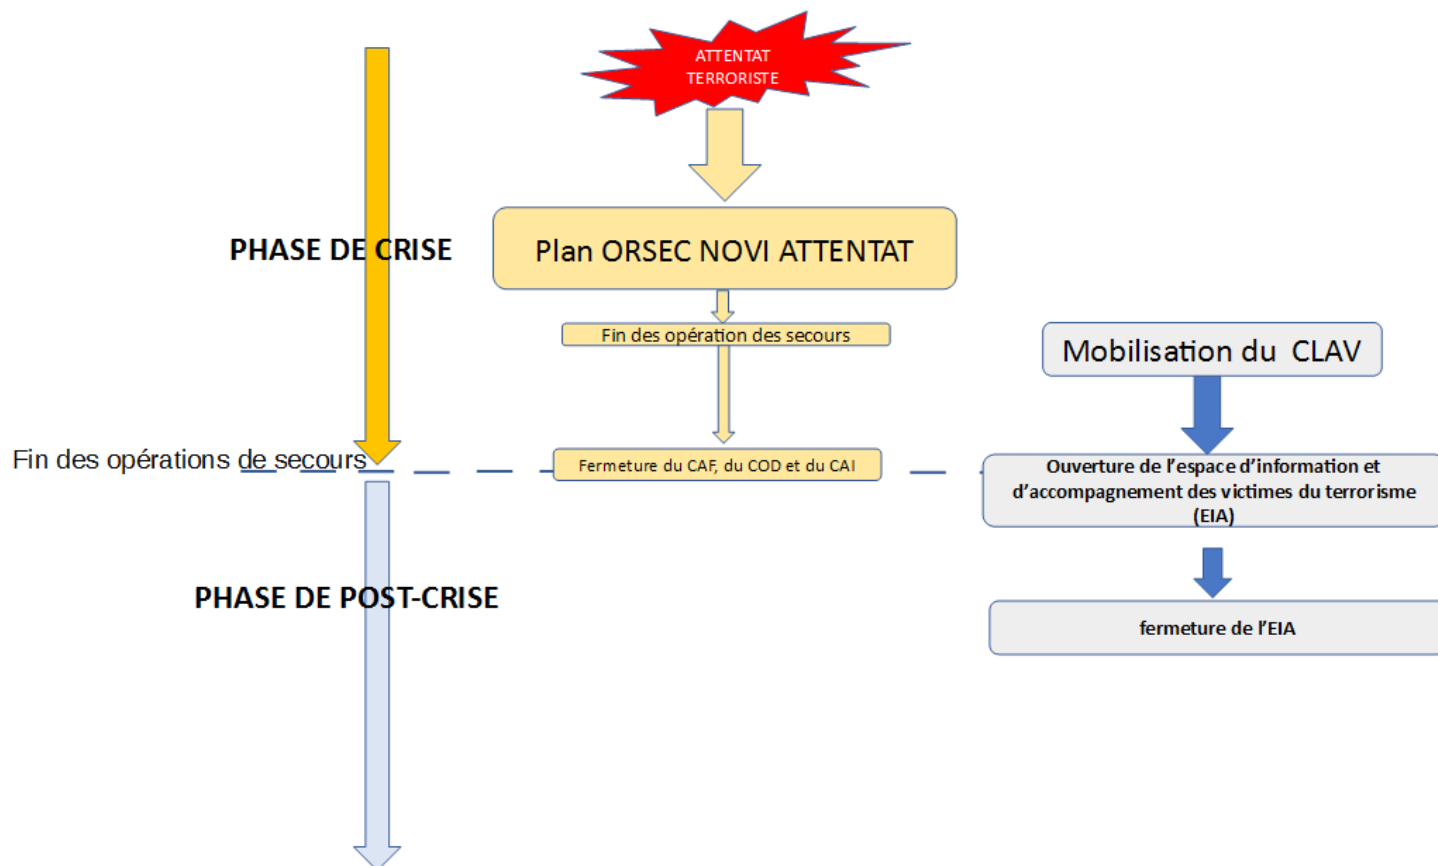 ATTENTAT
TERRORISTE
PHASE DE CRISE
Plan ORSEC NOVI ATTENTAT
Fin des opération des secours
Mobilisation du CLAV
Fin des opérations de secours
Fermeture du CAF, du COD et du CAI
Ouverture de l’espace d’information et
d’accompagnement des victimes du terrorisme
(EIA)
PHASE DE POST-CRISE
fermeture de l’EIA